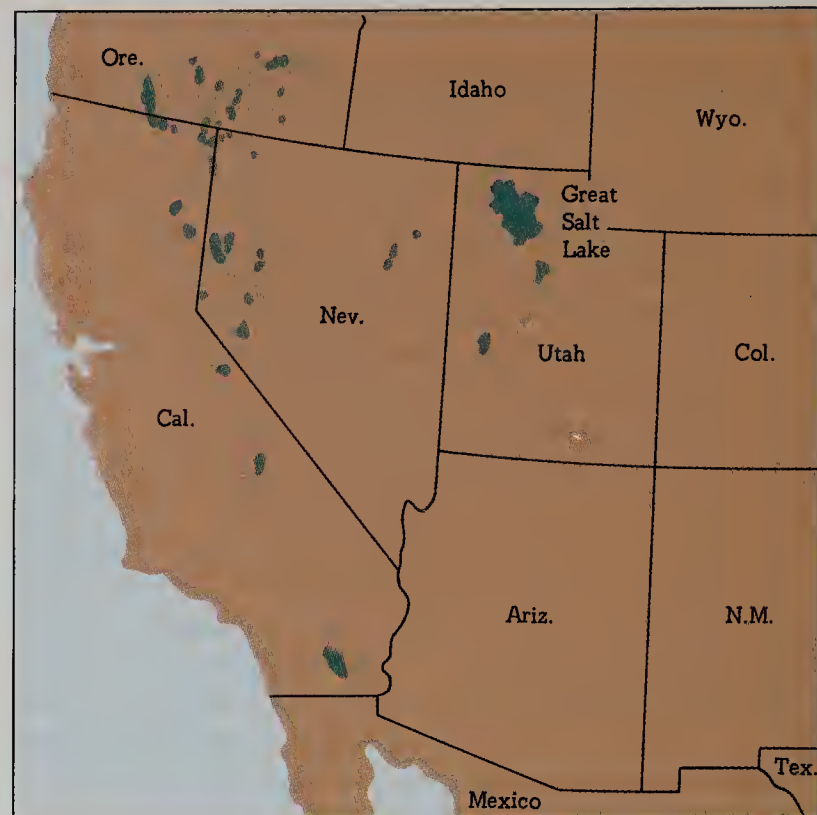 Ore.
Idaho
Wyo.
Great
Salt
Lake
Nev.
Utah
Col.
Cal.
Ariz.
N.M.
Tex.
Mexico